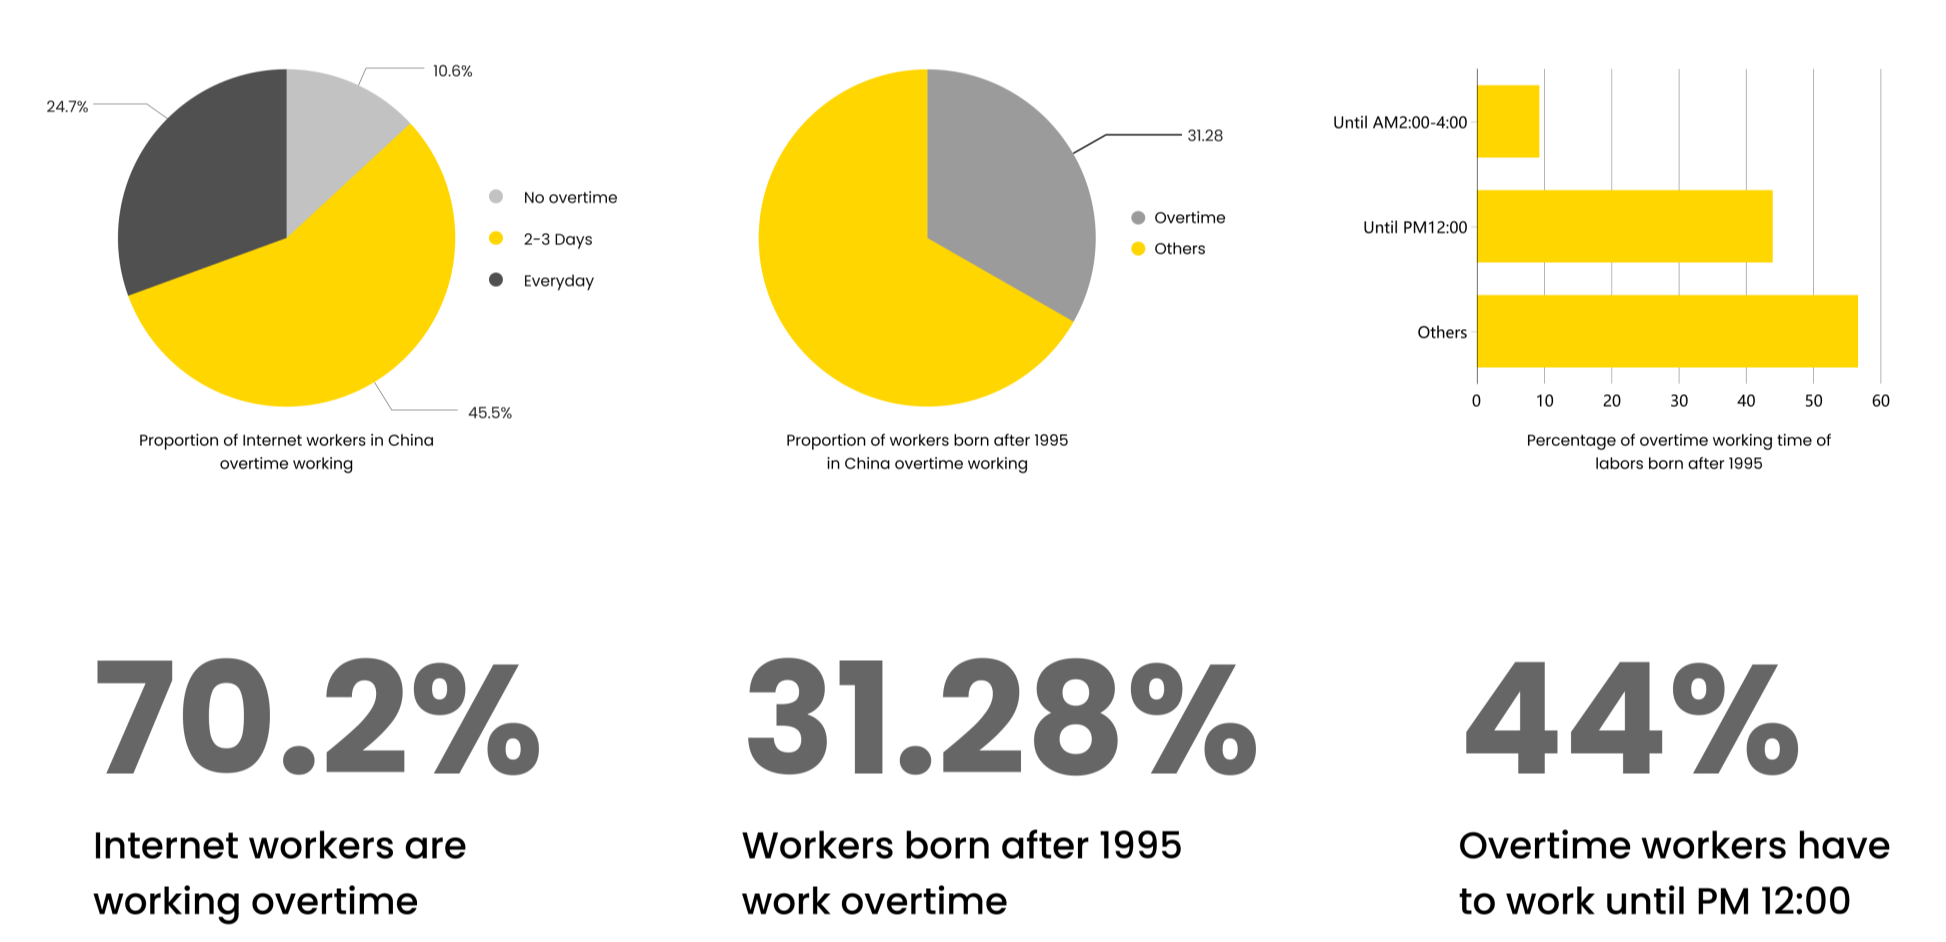 10.6%
24.7%
No overtime
2-3 Days
Everyday
45.5%
Proportion of Internet workers in China
overtime working
31.28
Overtime
Others
Proportion of workers born after 1995
in China overtime working
Until AM2:00-4:00
Until PM12:00
Others
0 10 20 30 40 50 60
Percentage of overtime working time of
labors born after 1995
70.2%
Internet workers are
working overtime
31.28%
Workers born after 1995
work overtime
44%
Overtime workers have
to work until PM 12:00